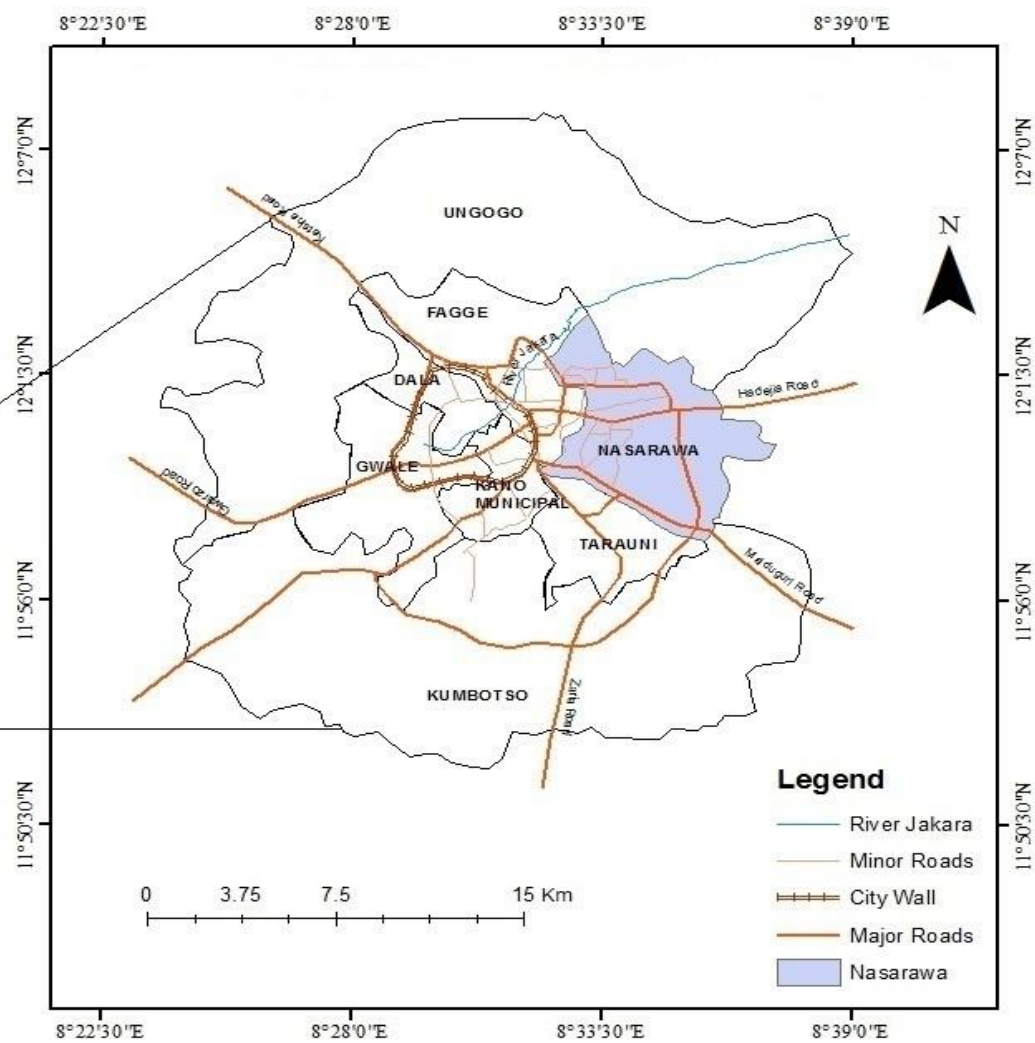 8°22'30"E 8°28'0"E 8°33'30"E 8°39'0"E
12°7'0"N 12°7'0"N
UNGOGO
Katsina Road
N
FAGGE
River Jakara
12°1'30"N 12°1'30"N
DALA
Hadejia Road
NASARAWA
GWALE
Gwarzo Road
KANO
MUNICIPAL
TARAUNI
Maiduguri Road
11°56'0"N 11°56'0"N
KUMBOTSO
Zaria Road
Legend
River Jakara
Minor Roads
City Wall
Major Roads
Nasarawa
11°50'30"N 11°50'30"N
0 3.75 7.5 15 Km
8°22'30"E 8°28'0"E 8°33'30"E 8°39'0"E